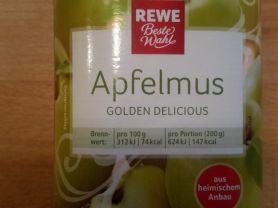 REWE
Beste
Wahl
Apfelmus
GOLDEN DELICIOUS
Brenn-
wert:
pro 100 g
312 kJ | 74 kcal
pro Portion (200 g)
624 kJ | 147 kcal
aus
heimischem
Anbau